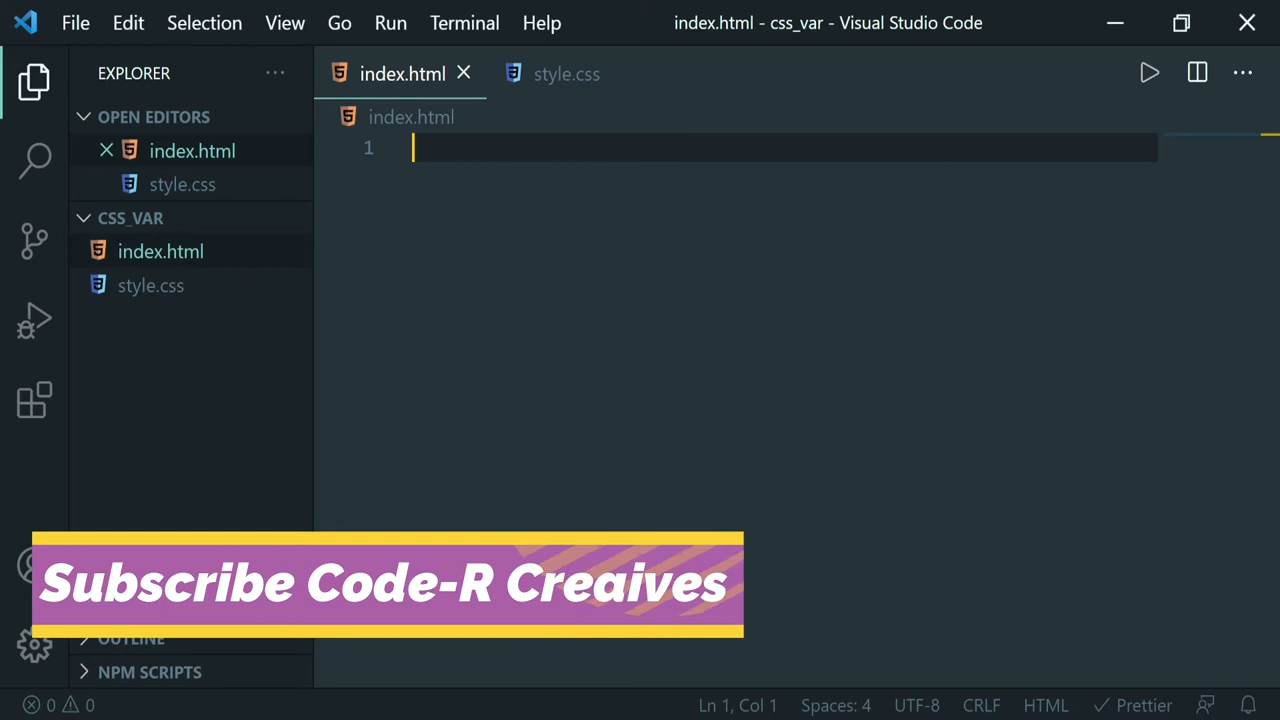 File Edit Selection View Go Run Terminal Help index.html - css_var - Visual Studio Code
EXPLORER
index.html
style.css
OPEN EDITORS
index.html
index.html
style.css
1
CSS_VAR
index.html
style.css
Subscribe Code-R Creaives
OUTLINE
NPM SCRIPTS
0 0 Ln 1, Col 1 Spaces: 4 UTF-8 CRLF HTML Prettier